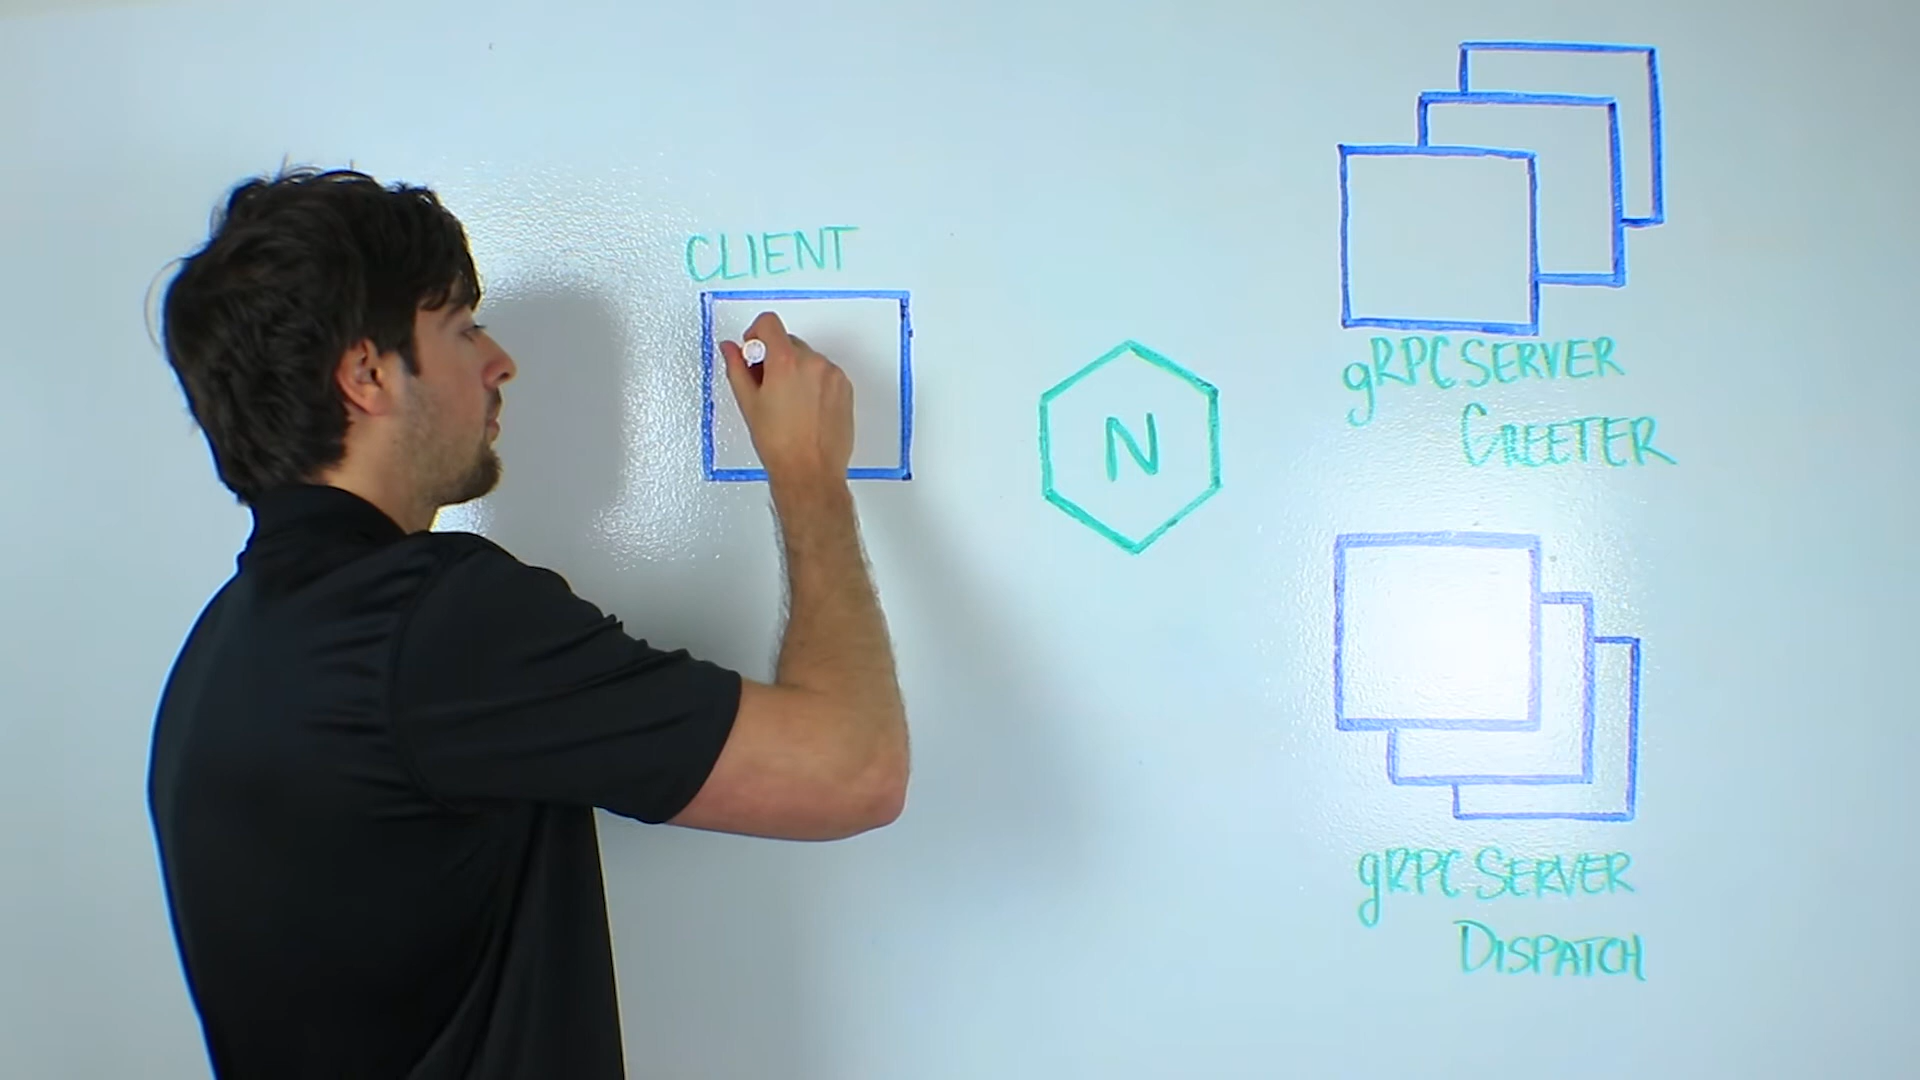 CLIENT
N
gRPC SERVER
GREETER
gRPC SERVER
DISPATCH